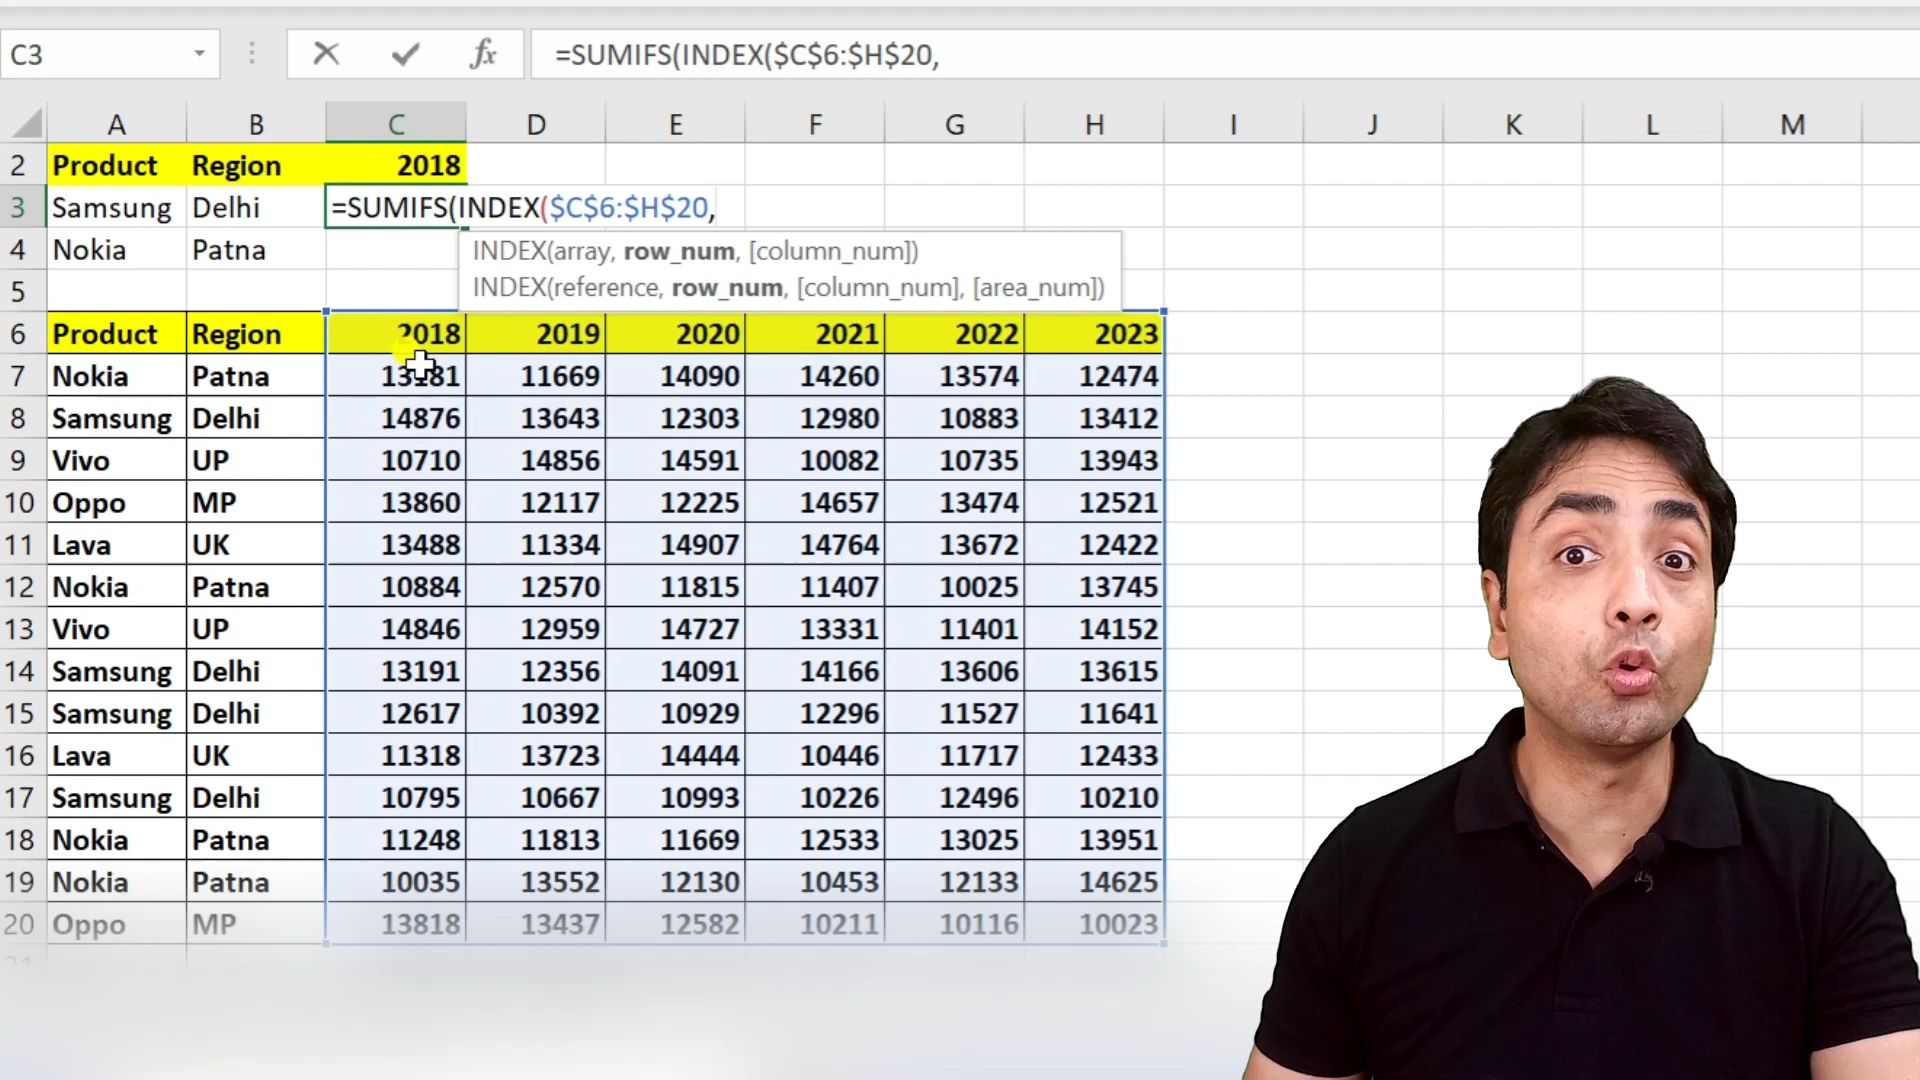 C3 fx =SUMIFS(INDEX($C$6:$H$20,
A B C D E F G H I J K L M
2 Product Region 2018
3 Samsung Delhi =SUMIFS(INDEX($C$6:$H$20,
4 Nokia Patna INDEX(array, row_num, [column_num])
5 INDEX(reference, row_num, [column_num], [area_num])
6 Product Region 2018 2019 2020 2021 2022 2023
7 Nokia Patna 11669 14090 14260 13574 12474
8 Samsung Delhi 14876 13643 12303 12980 10883 13412
9 Vivo UP 10710 14856 14591 10082 10735 13943
10 Oppo MP 13860 12117 12225 14657 13474 12521
11 Lava UK 13488 11334 14907 14764 13672 12422
12 Nokia Patna 10884 12570 11815 11407 10025 13745
13 Vivo UP 14846 12959 14727 13331 11401 14152
14 Samsung Delhi 13191 12356 14091 14166 13606 13615
15 Samsung Delhi 12617 10392 10929 12296 11527 11641
16 Lava UK 11318 13723 14444 10446 11717 12433
17 Samsung Delhi 10795 10667 10993 10226 12496 10210
18 Nokia Patna 11248 11813 11669 12533 13025 13951
19 Nokia Patna 10035 13552 12130 10453 12133 14625
20 Oppo MP 13818 13437 12582 10211 10116 10023